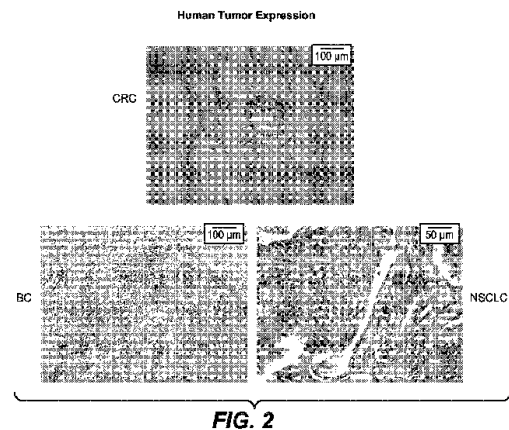 Human Tumor Expression
100 µm
CRC
100 µm
50 µm
BC
NSCLC
FIG. 2